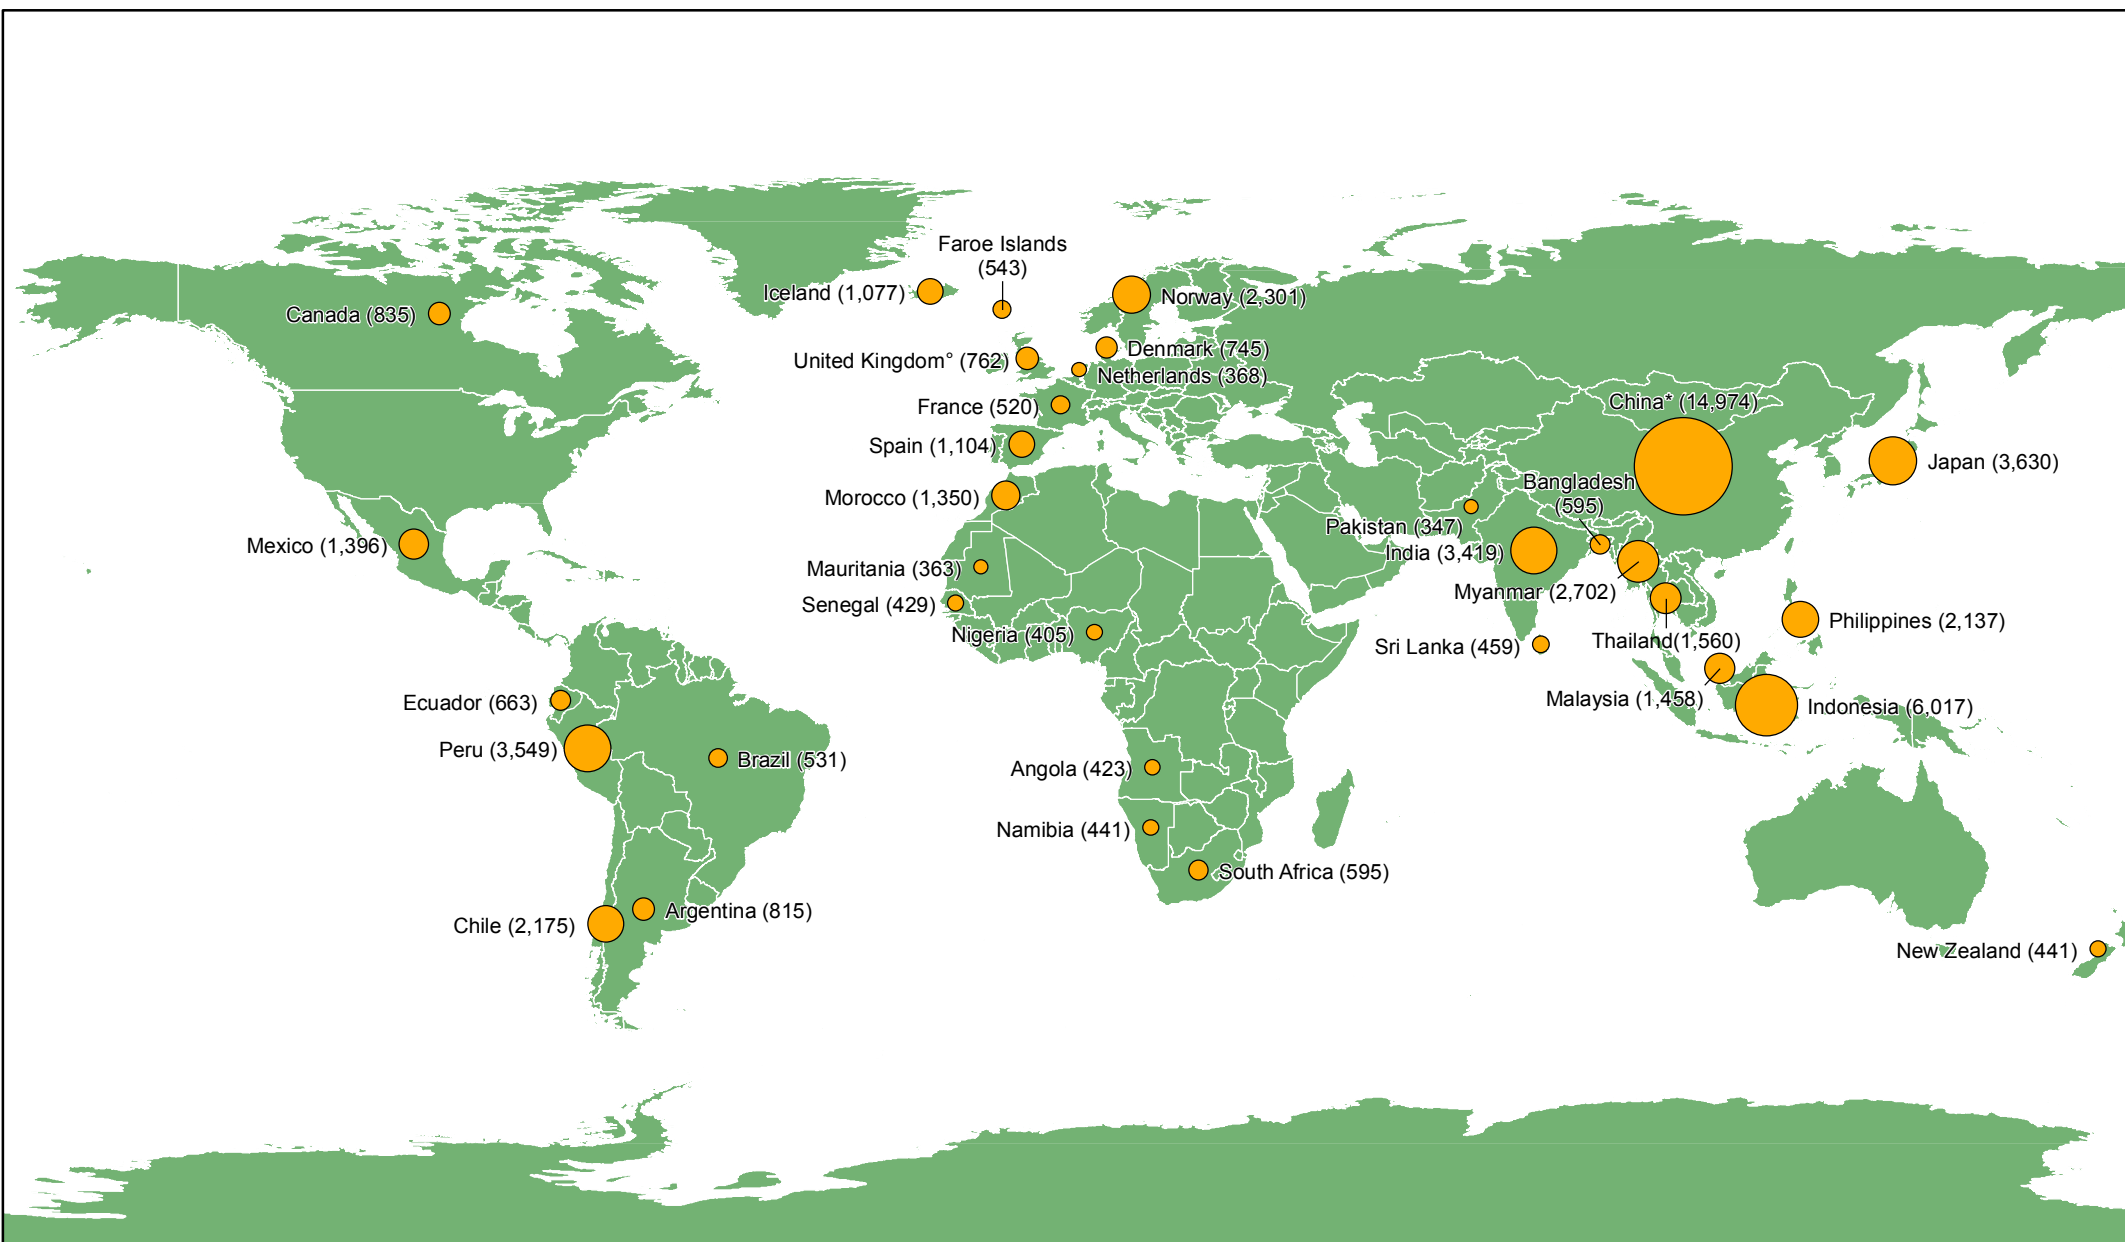 Faroe Islands
(543)
Iceland (1,077)
Norway (2,301)
Canada (835)
United Kingdom° (762)
Denmark (745)
Netherlands (368)
France (520)
China* (14,974)
Spain (1,104)
Japan (3,630)
Morocco (1,350)
Bangladesh
(595)
Pakistan (347)
Mexico (1,396)
India (3,419)
Mauritania (363)
Myanmar (2,702)
Senegal (429)
Philippines (2,137)
Nigeria (405)
Thailand(1,560)
Sri Lanka (459)
Ecuador (663)
Malaysia (1,458)
Indonesia (6,017)
Peru (3,549)
Brazil (531)
Angola (423)
Namibia (441)
South Africa (595)
Argentina (815)
Chile (2,175)
New Zealand (441)